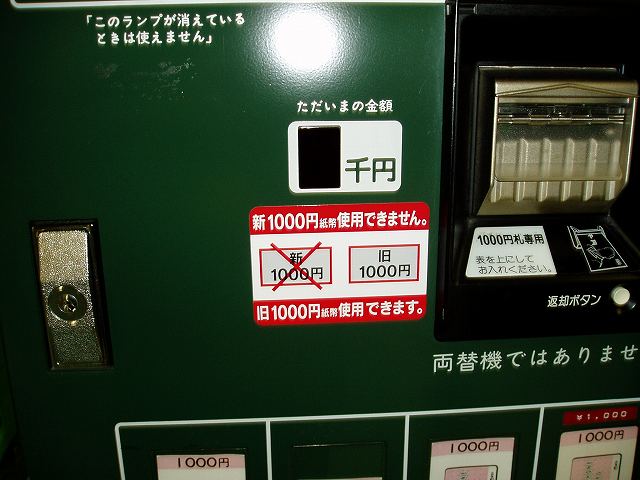 「このランプが消えている
ときは使えません」
ただいまの金額
千円
新1000円紙幣使用できません。
新
1000円
旧
1000円
旧1000円紙幣使用できます。
1000円札専用
表を上にして
お入れください。
返却ボタン
両替機ではありませ
¥1,000
1000円
1000円
1000円